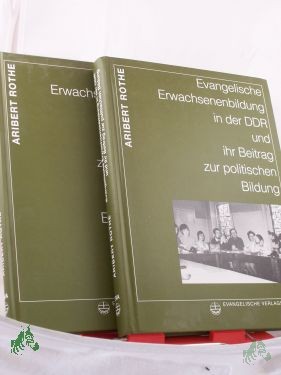 ARIBERT ROTHE
Erwachs
ARIBERT ROTHE
Evangelische
Erwachsenenbildung
in der DDR
und
ihr Beitrag
zur politischen
Bildung
EVANGELISCHE VERLAGS